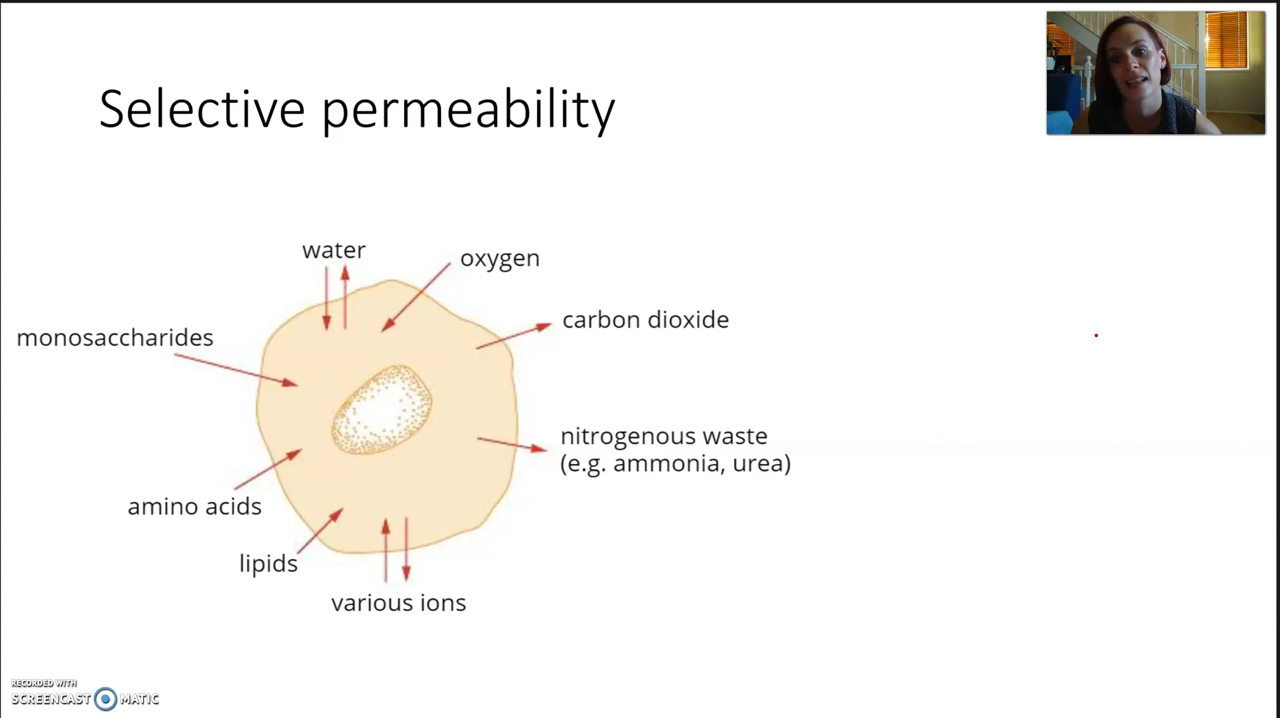 Selective permeability
water
oxygen
carbon dioxide
monosaccharides
nitrogenous waste
(e.g. ammonia, urea)
amino acids
lipids
various ions
RECORDED WITH
SCREENCAST MATIC